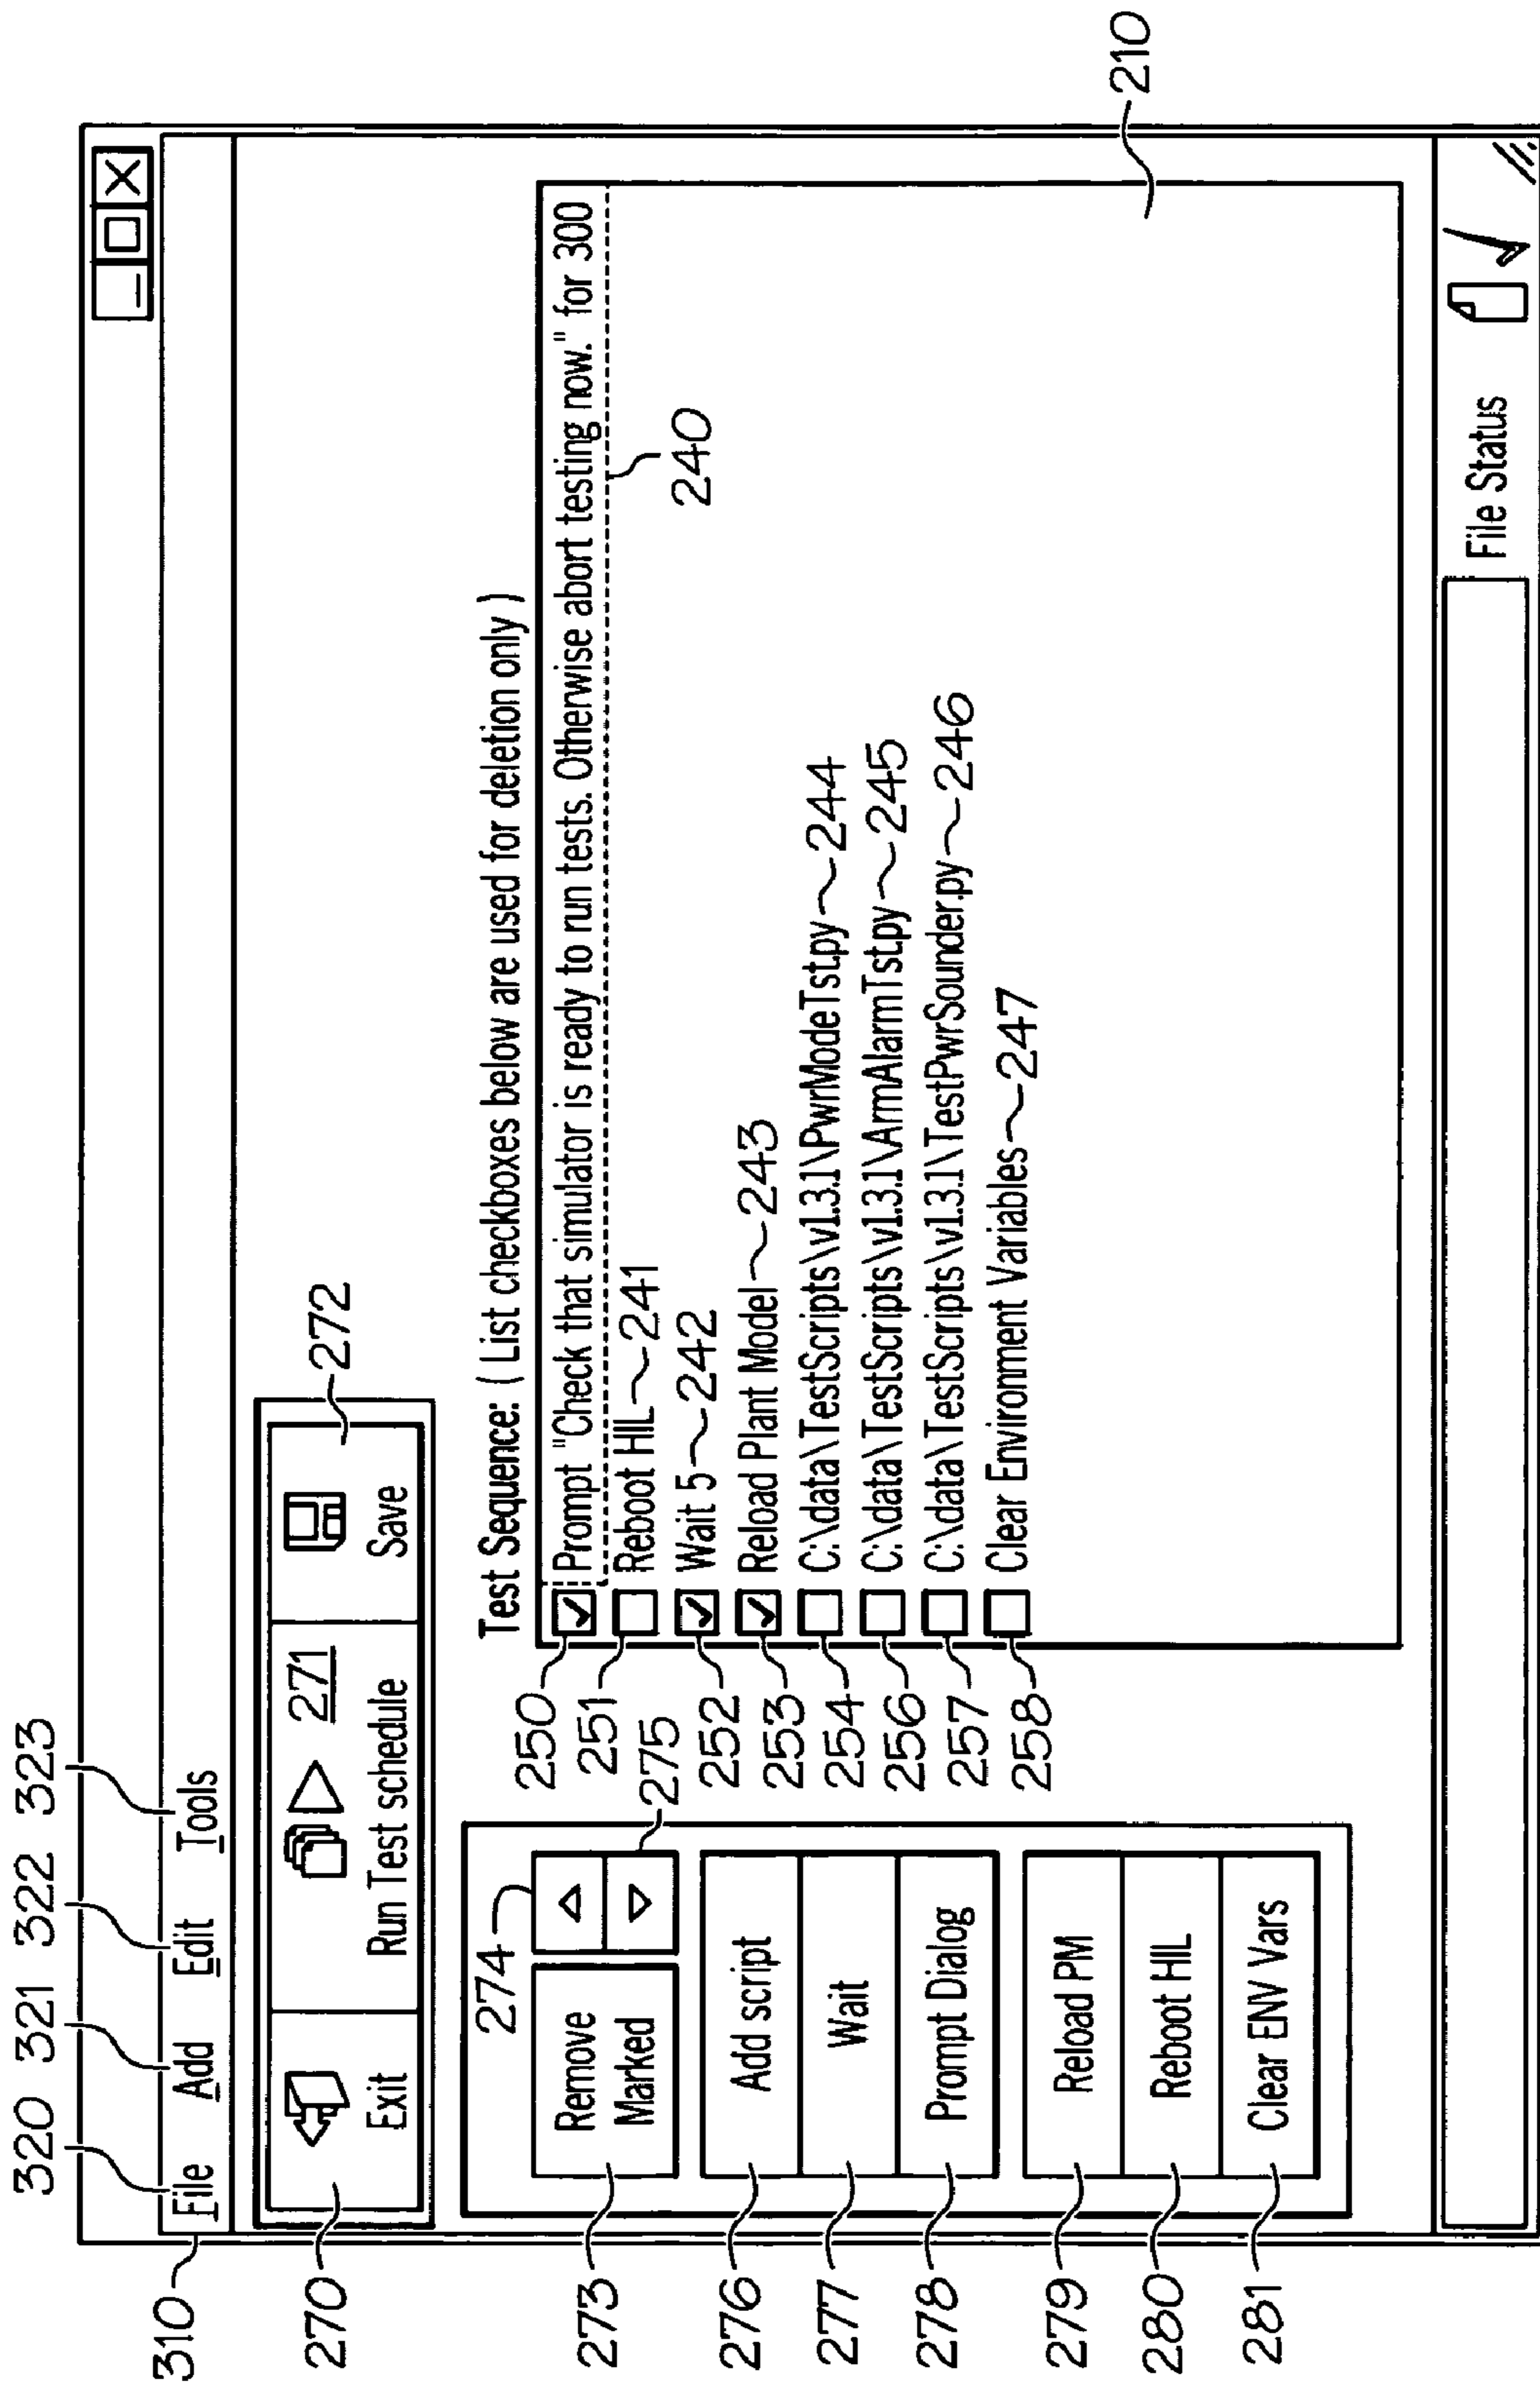 320 321 322 323
310
File Add Edit Tools
270
Exit
271
Run Test schedule
272
Save
Test Sequence: ( List checkboxes below are used for deletion only )
250
Prompt "Check that simulator is ready to run tests. Otherwise abort testing now." for 300
240
251
Reboot HIL 241
252
Wait 5 242
253
Reload Plant Model 243
254
C:\data\TestScripts\v1.3.1\PwrModeTst.py 244
256
C:\data\TestScripts\v1.3.1\ArmAlarmTst.py 245
257
C:\data\TestScripts\v1.3.1\TestPwrSounder.py 246
258
Clear Environment Variables 247
210
274
275
273
Remove
Marked
276
Add script
277
Wait
278
Prompt Dialog
279
Reload PM
280
Reboot HIL
281
Clear ENV Vars
File Status